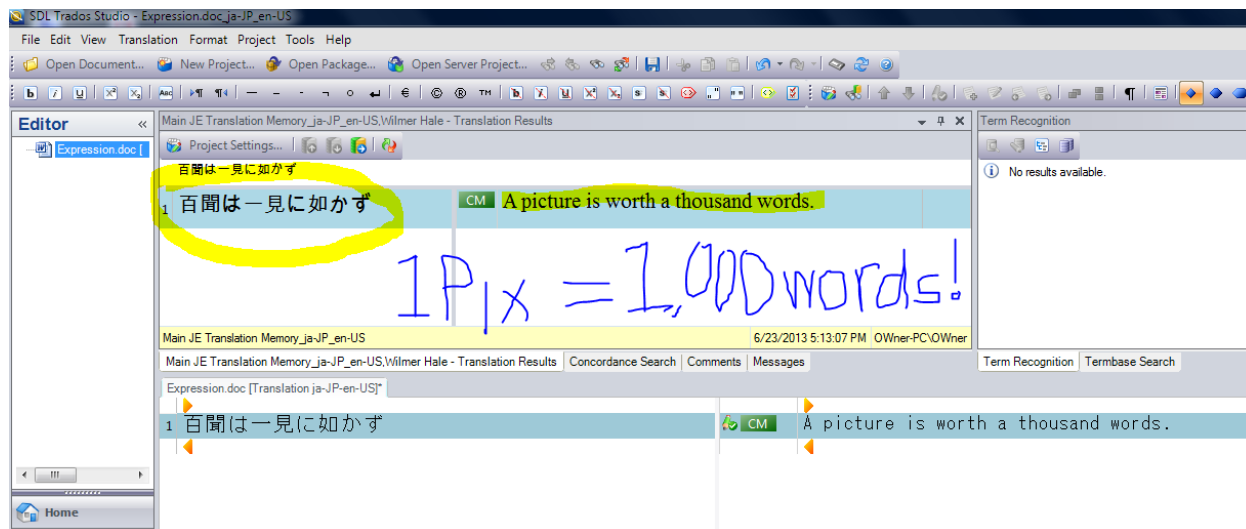 SDL Trados Studio - Expression.doc_ja-JP_en-US
File Edit View Translation Format Project Tools Help
Open Document... New Project... Open Package... Open Server Project...
Editor «
Main JE Translation Memory_ja-JP_en-US,Wilmer Hale - Translation Results
Term Recognition
Expression.doc [
Project Settings...
百聞は一見に如かず
No results available.
1 百聞は一見に如かず CM A picture is worth a thousand words.
1 Pix = 1,000 words!
Main JE Translation Memory_ja-JP_en-US 6/23/2013 5:13:07 PM OWner-PC\OWner
Main JE Translation Memory_ja-JP_en-US,Wilmer Hale - Translation Results Concordance Search Comments Messages
Term Recognition Termbase Search
Expression.doc [Translation ja-JP-en-US]*
1 百聞は一見に如かず CM A picture is worth a thousand words.
Home